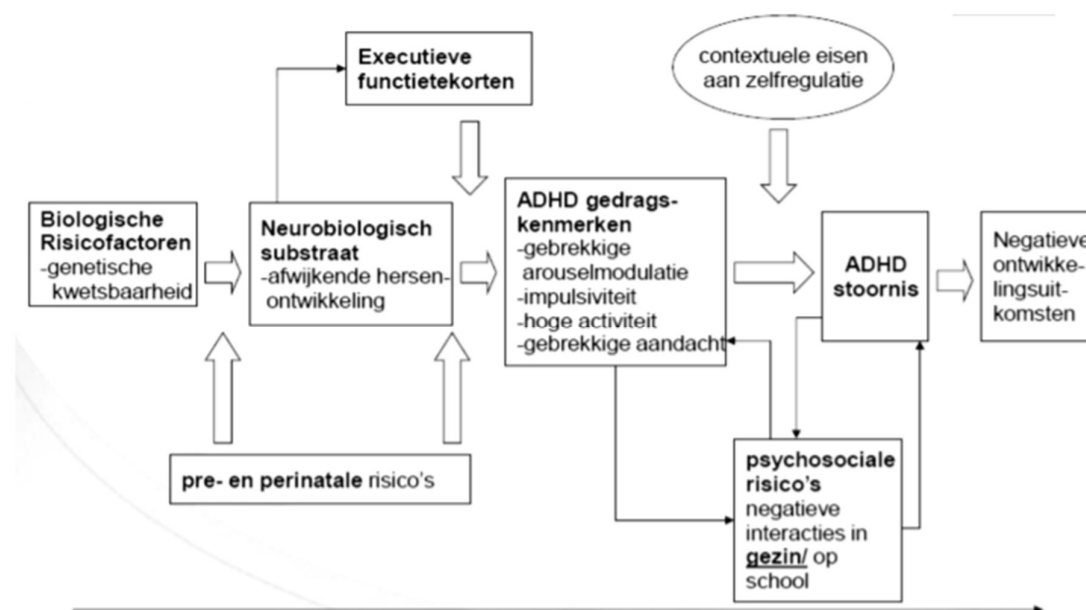 Executieve
functietekorten
contextuele eisen
aan zelfregulatie
Biologische
Risicofactoren
-genetische
kwetsbaarheid
Neurobiologisch
substraat
-afwijkende hersen-
ontwikkeling
ADHD gedrags-
kenmerken
-gebrekkige
arouselmodulatie
-impulsiviteit
-hoge activiteit
-gebrekkige aandacht
ADHD
stoornis
Negatieve
ontwikke-
lingsuit-
komsten
pre- en perinatale risico's
psychosociale
risico's
negatieve
interacties in
gezin/ op
school